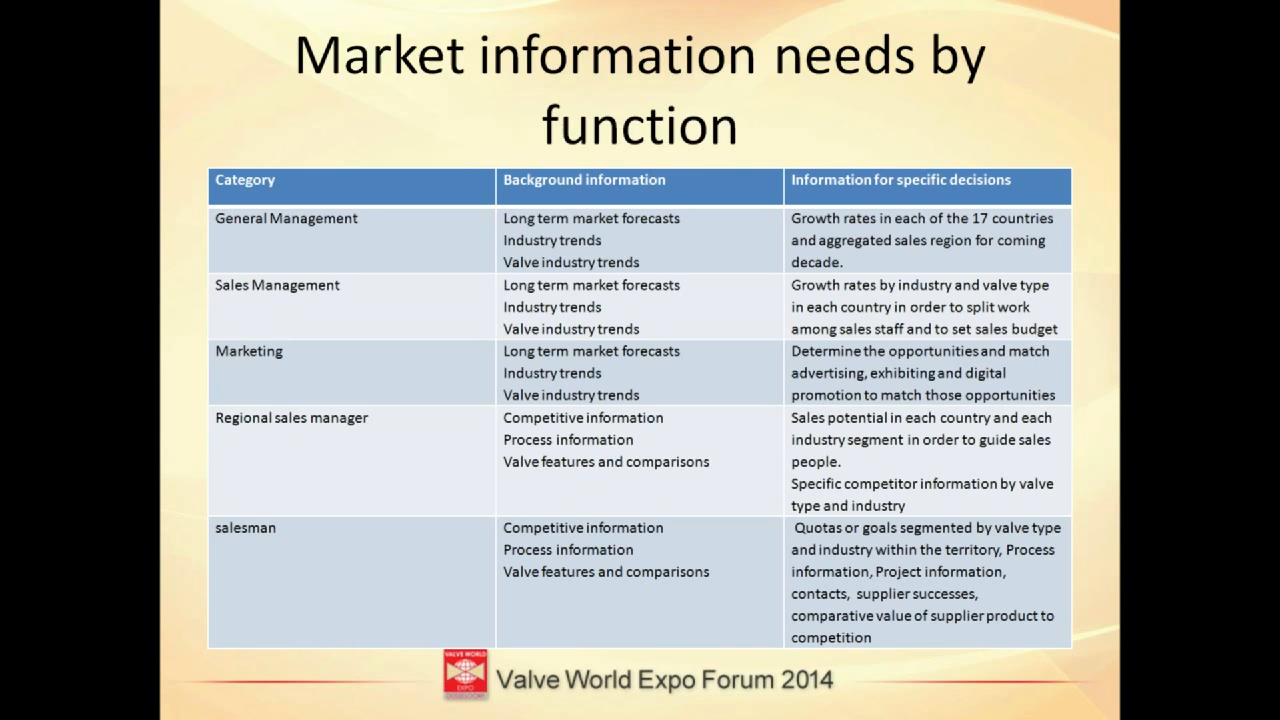 Market information needs by
function
Category
Background information
Information for specific decisions
General Management
Long term market forecasts
Industry trends
Valve industry trends
Growth rates in each of the 17 countries
and aggregated sales region for coming
decade.
Sales Management
Long term market forecasts
Industry trends
Valve industry trends
Growth rates by industry and valve type
in each country in order to split work
among sales staff and to set sales budget
Marketing
Long term market forecasts
Industry trends
Valve industry trends
Determine the opportunities and match
advertising, exhibiting and digital
promotion to match those opportunities
Regional sales manager
Competitive information
Process information
Valve features and comparisons
Sales potential in each country and each
industry segment in order to guide sales
people.
Specific competitor information by valve
type and industry
salesman
Competitive information
Process information
Valve features and comparisons
Quotas or goals segmented by valve type
and industry within the territory, Process
information, Project information,
contacts, supplier successes,
comparative value of supplier product to
competition
VALVE WORLD
EXPO
Valve World Expo Forum 2014